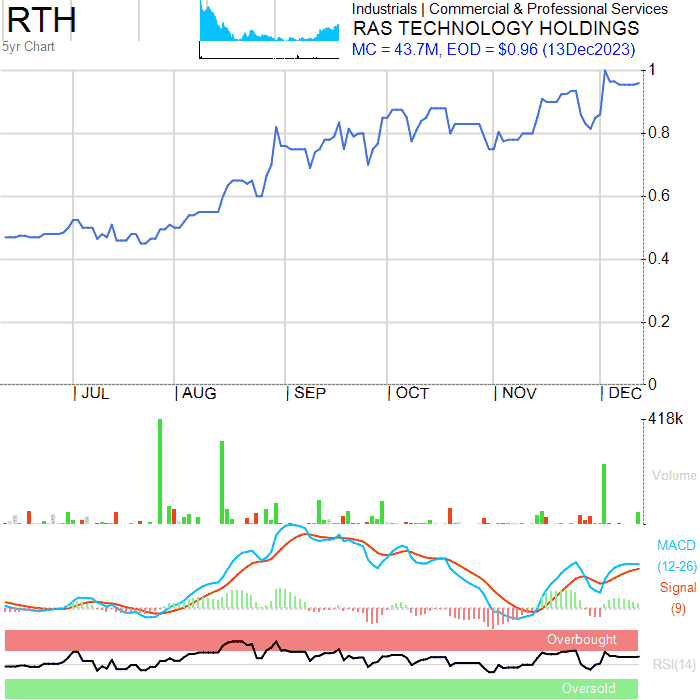 RTH
5yr Chart
Industrials | Commercial & Professional Services
RAS TECHNOLOGY HOLDINGS
MC = 43.7M, EOD = $0.96 (13Dec2023)
1
0.8
0.6
0.4
0.2
0
| JUL | AUG | SEP | OCT | NOV | DEC
418k
Volume
MACD
(12-26)
Signal
(9)
Overbought
RSI(14)
Oversold